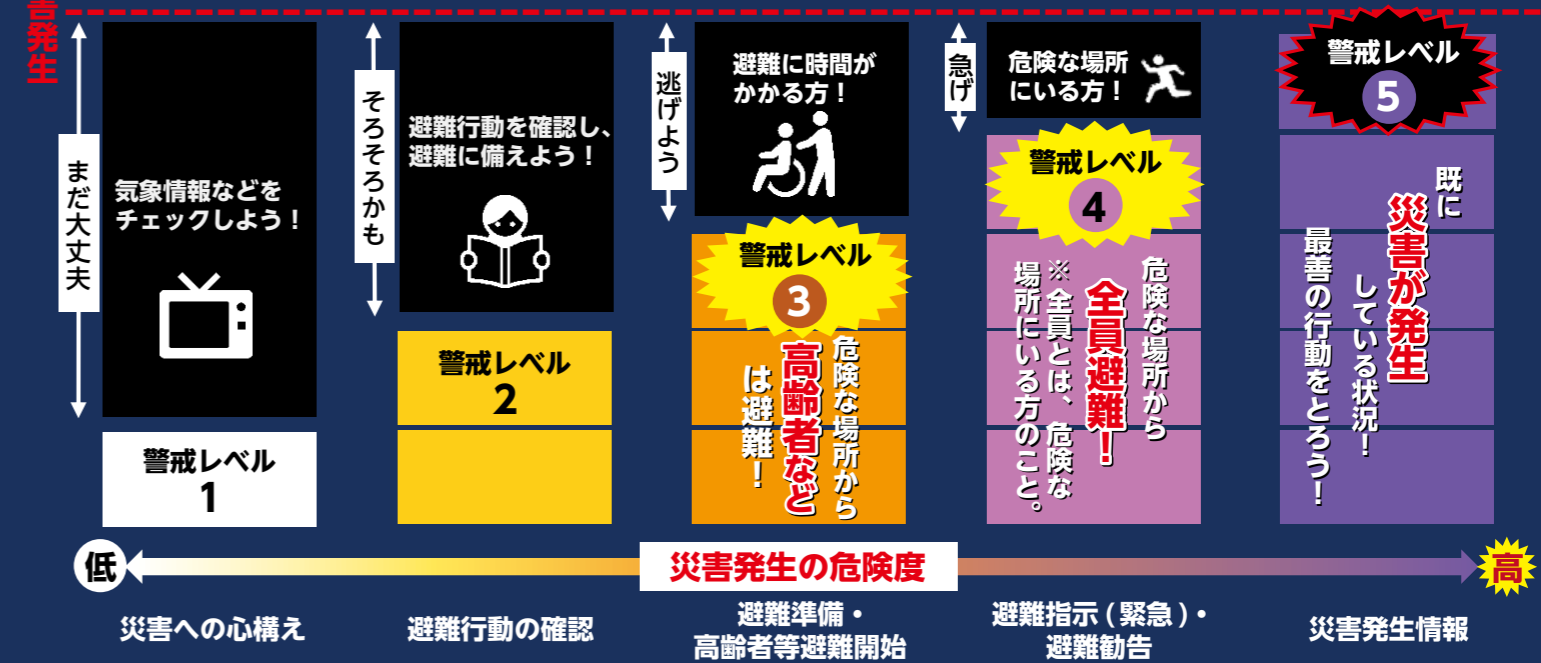 害発生
まだ大丈夫
気象情報などを
チェックしよう！
警戒レベル
1
そろそろかも
避難行動を確認し、
避難に備えよう！
警戒レベル
2
逃げよう
避難に時間が
かかる方！
警戒レベル
3
危険な場所から
高齢者など
は避難！
急げ
危険な場所
にいる方！
警戒レベル
4
危険な場所から
全員避難！
※全員とは、危険な
場所にいる方のこと。
警戒レベル
5
既に
災害が発生
している状況！
最善の行動をとろう！
低
災害発生の危険度
高
災害への心構え
避難行動の確認
避難準備・
高齢者等避難開始
避難指示(緊急)・
避難勧告
災害発生情報